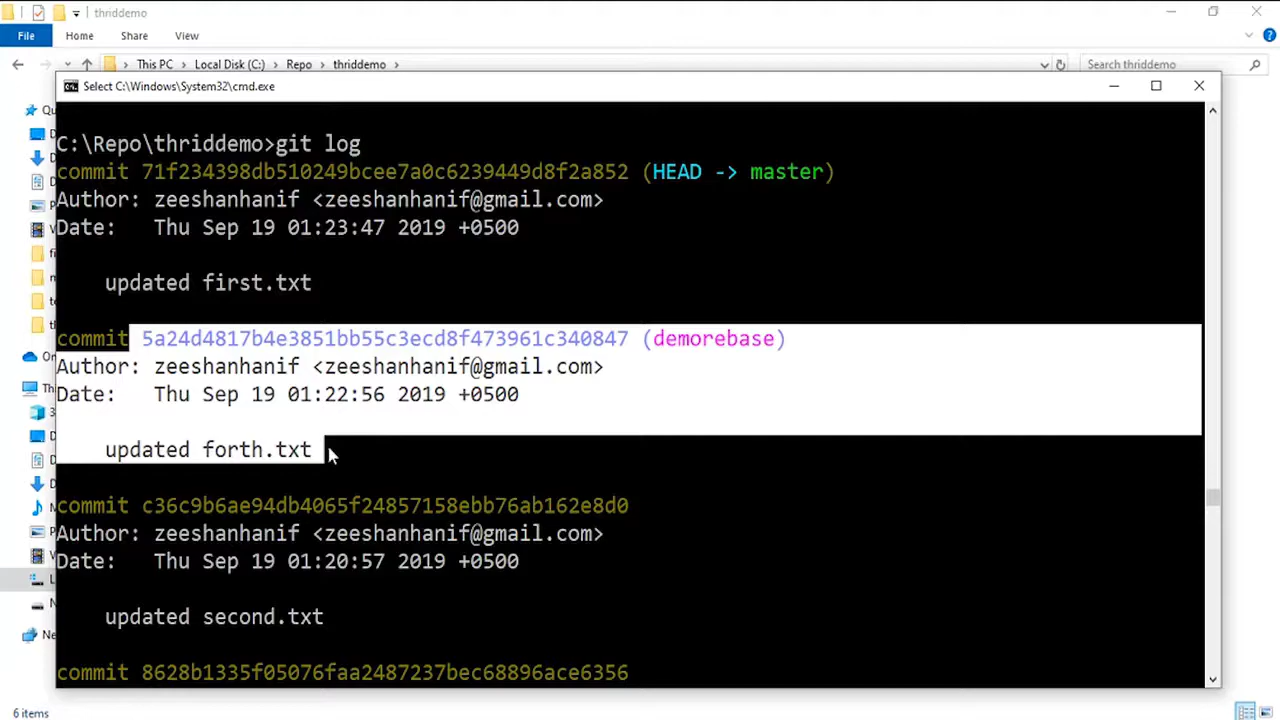 thriddemo
File Home Share View
This PC > Local Disk (C:) > Repo > thriddemo >
Search thriddemo
Select C:\Windows\System32\cmd.exe
C:\Repo\thriddemo>git log
commit 71f234398db510249bcee7a0c6239449d8f2a852 (HEAD -> master)
Author: zeeshanhanif <zeeshanhanif@gmail.com>
Date:   Thu Sep 19 01:23:47 2019 +0500
updated first.txt
commit 5a24d4817b4e3851bb55c3ecd8f473961c340847 (demorebase)
Author: zeeshanhanif <zeeshanhanif@gmail.com>
Date:   Thu Sep 19 01:22:56 2019 +0500
updated forth.txt
commit c36c9b6ae94db4065f24857158ebb76ab162e8d0
Author: zeeshanhanif <zeeshanhanif@gmail.com>
Date:   Thu Sep 19 01:20:57 2019 +0500
updated second.txt
commit 8628b1335f05076faa2487237bec68896ace6356
6 items